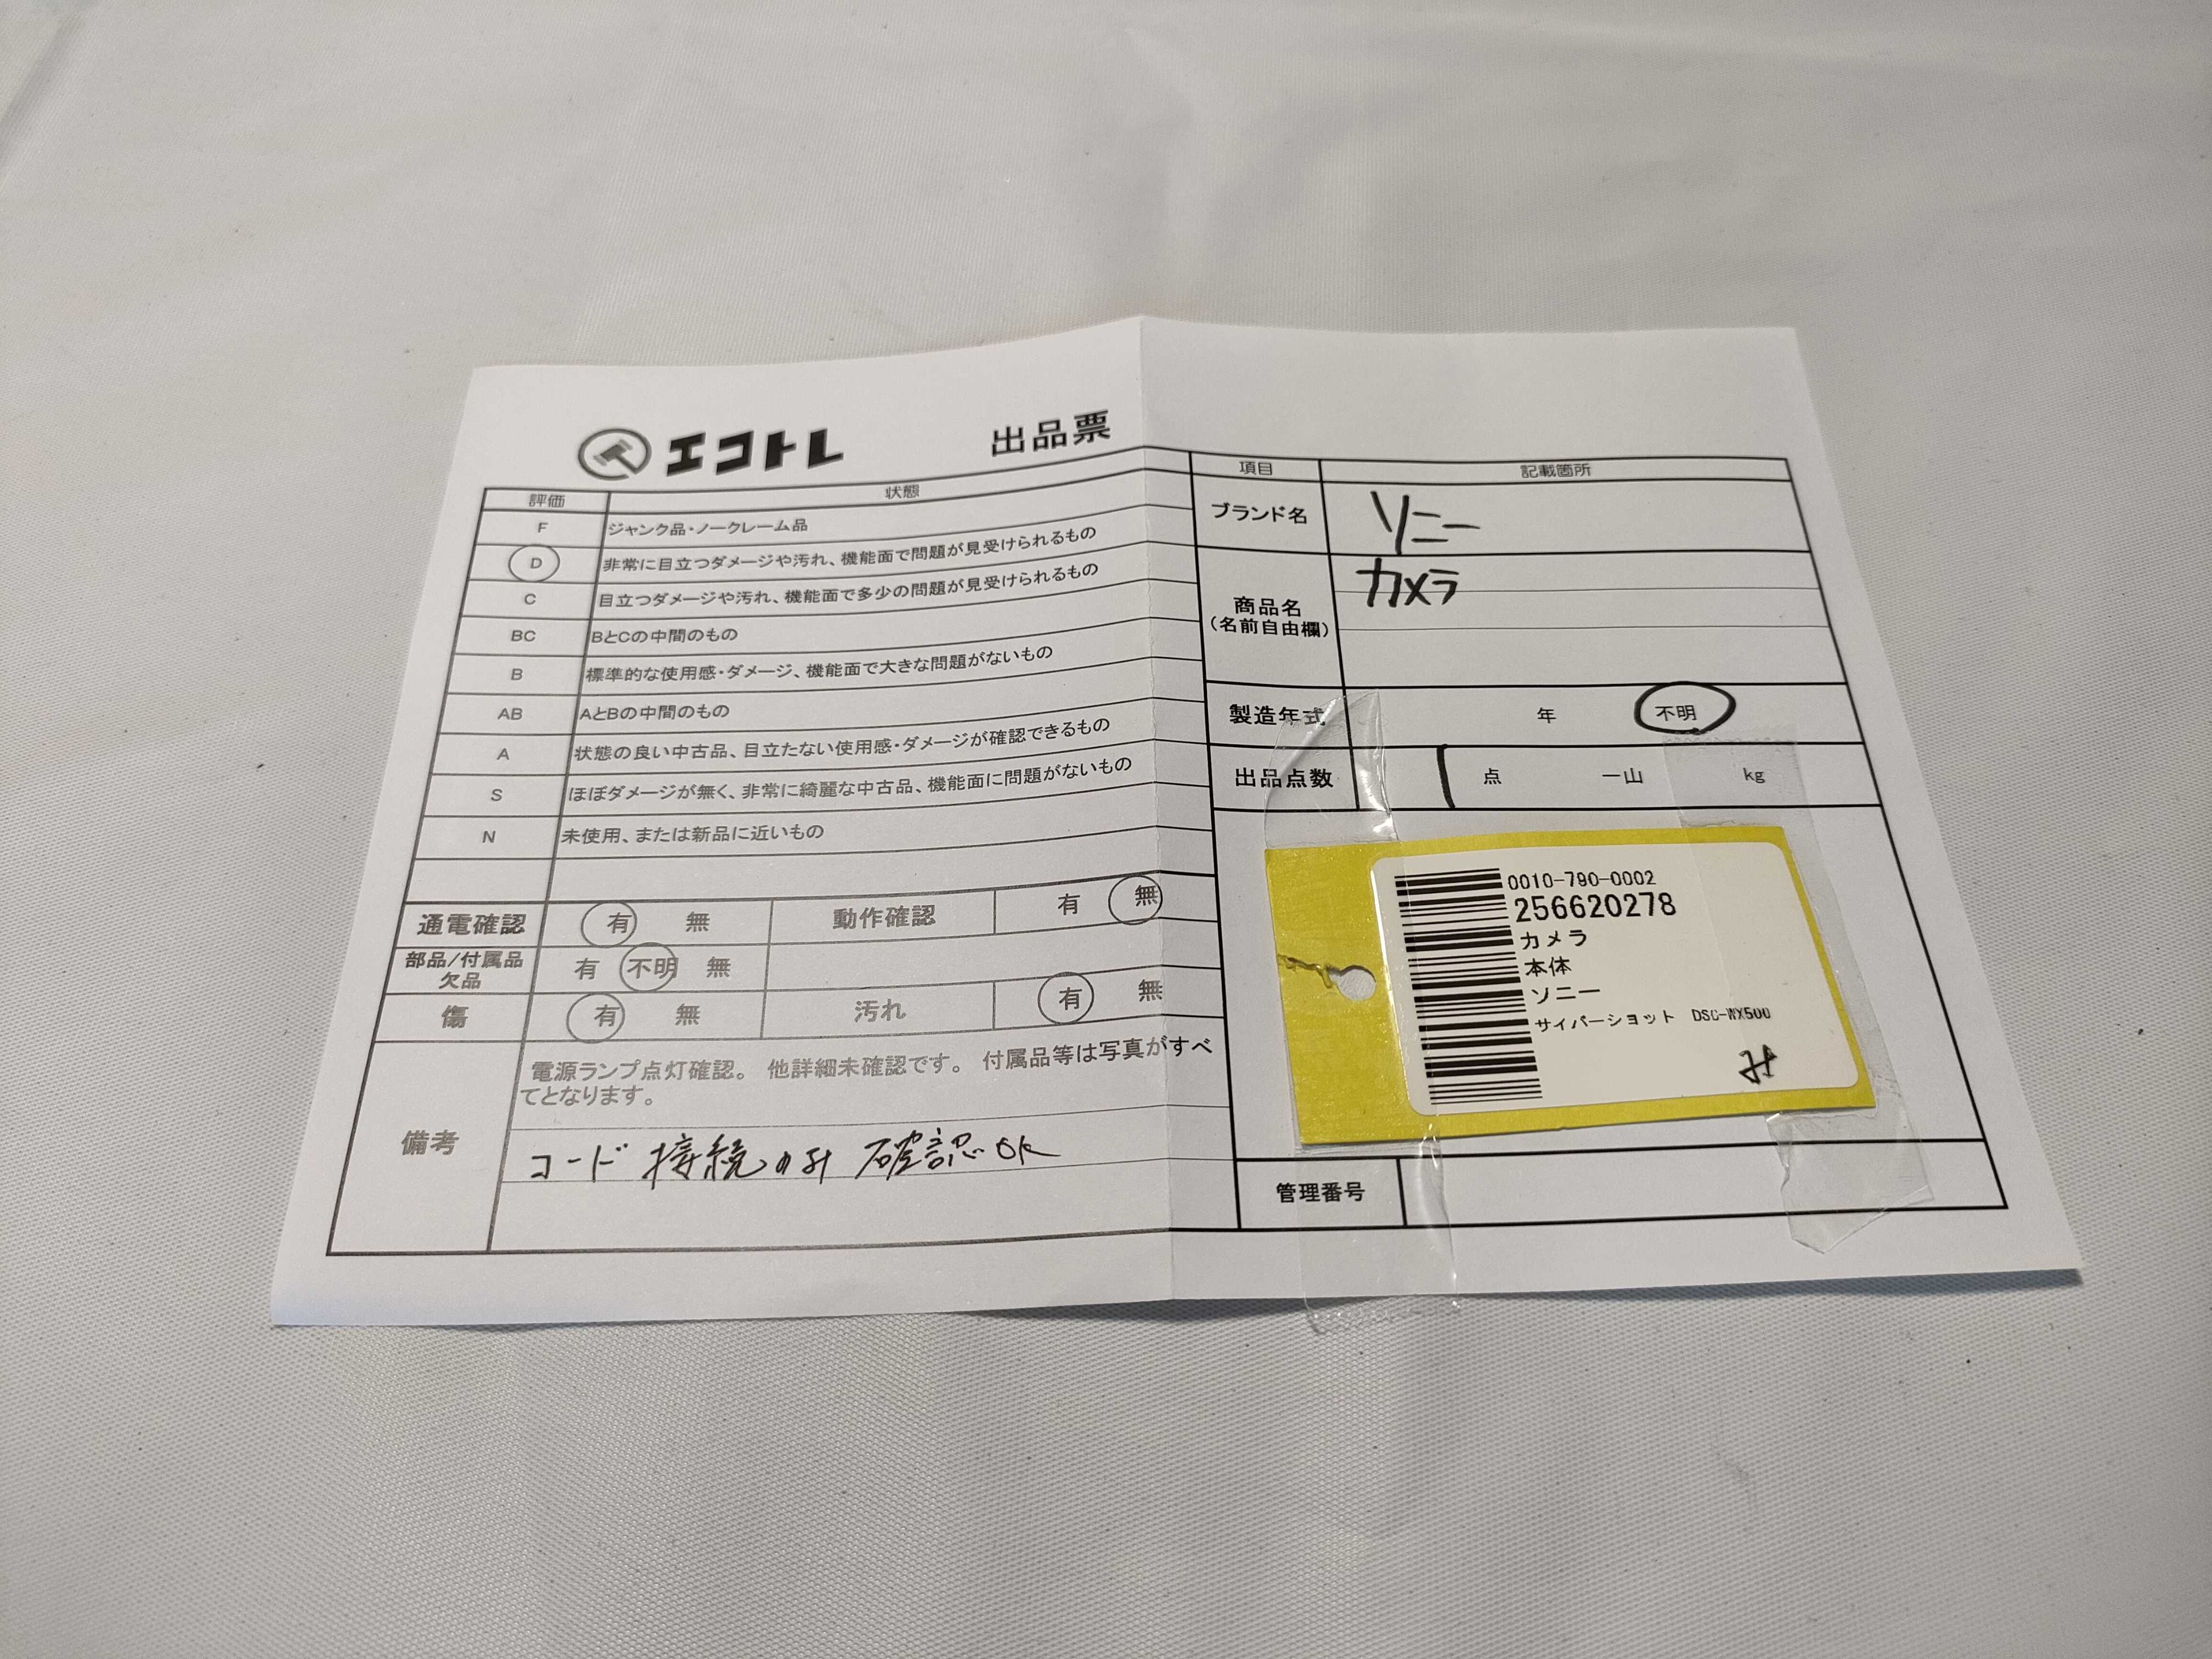 エコトレ 出品票
評価 状態
F ジャンク品・ノークレーム品
D 非常に目立つダメージや汚れ、機能面で問題が見受けられるもの
C 目立つダメージや汚れ、機能面で多少の問題が見受けられるもの
BC BとCの中間のもの
B 標準的な使用感・ダメージ、機能面で大きな問題がないもの
AB AとBの中間のもの
A 状態の良い中古品、目立たない使用感・ダメージが確認できるもの
S ほぼダメージが無く、非常に綺麗な中古品、機能面に問題がないもの
N 未使用、または新品に近いもの
通電確認 有 無 動作確認 有 無
部品/付属品
欠品 有 不明 無
傷 有 無 汚れ 有 無
備考
電源ランプ点灯確認。 他詳細未確認です。 付属品等は写真がすべ
てとなります。
コード接続のみ 確認OK
項目 記載箇所
ブランド名 ソニー
商品名
(名前自由欄)
カメラ
製造年式 年 不明
出品点数 1 点 一山 kg
0010-790-0002
256620278
カメラ
本体
ソニー
サイバーショット DSC-WX500
管理番号